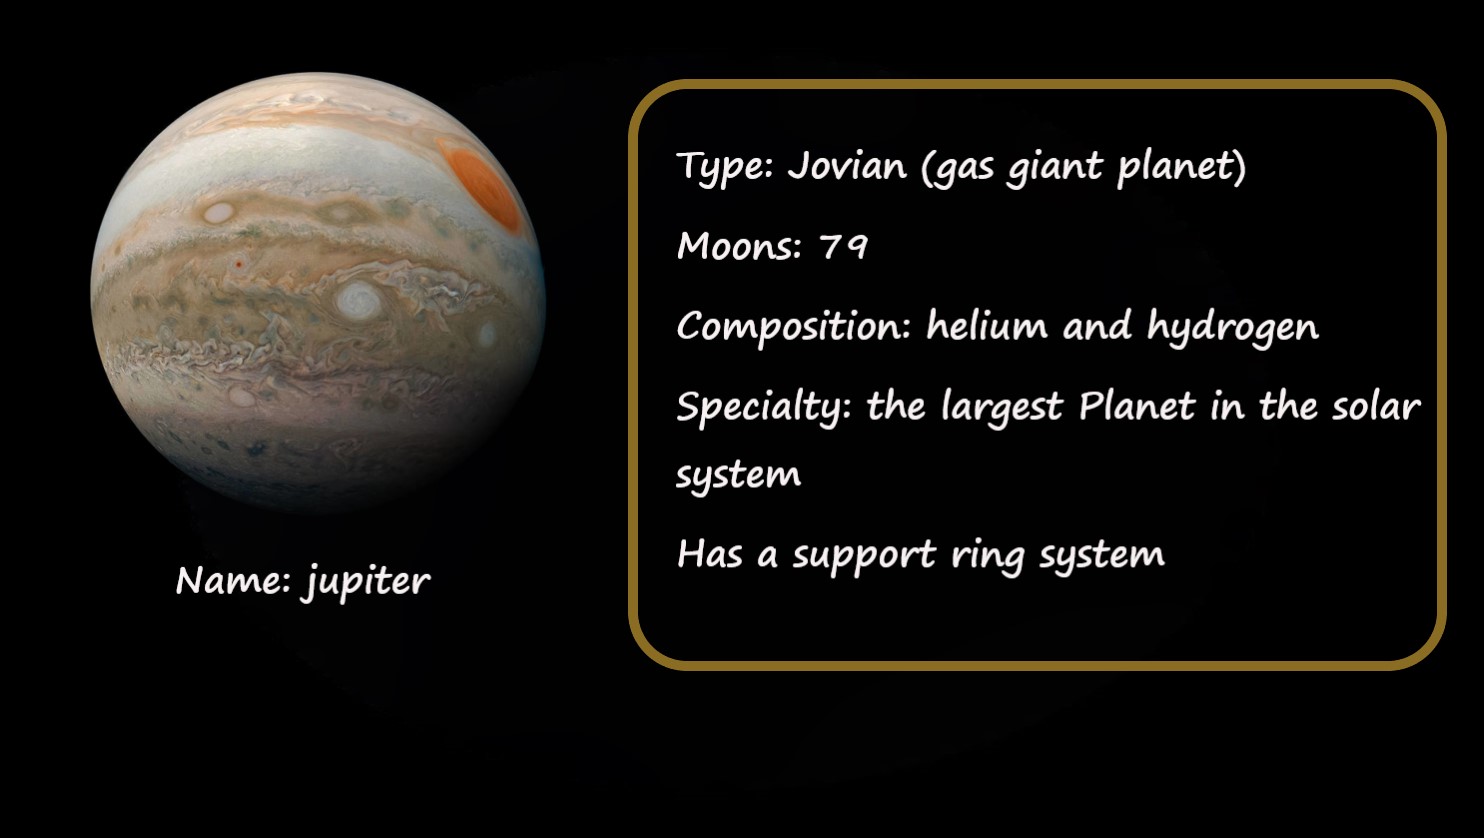 Type: Jovian (gas giant planet)
Moons: 79
Composition: helium and hydrogen
Specialty: the largest Planet in the solar
system
Has a support ring system
Name: jupiter